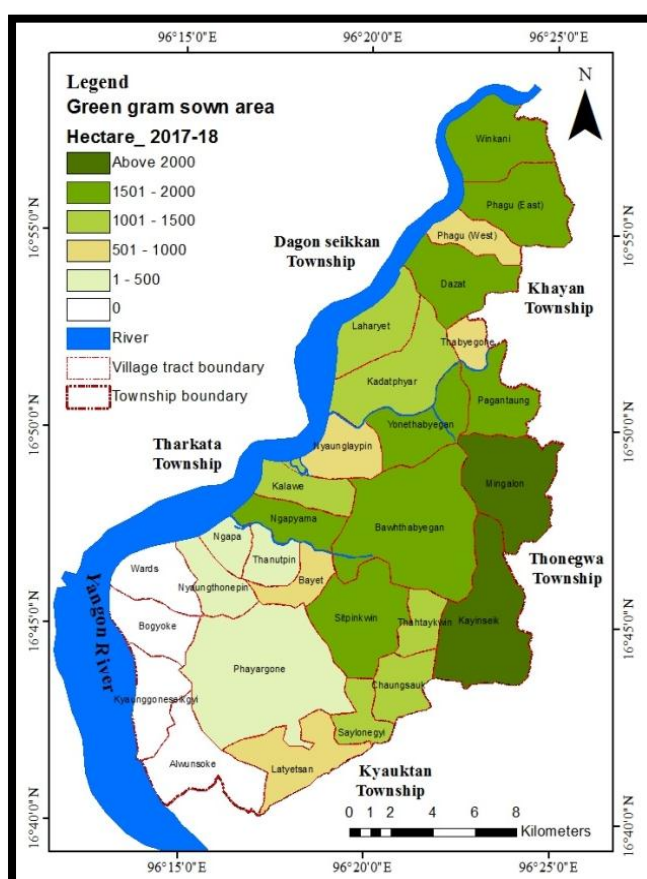 96°15'0"E 96°20'0"E 96°25'0"E
Legend
Green gram sown area
Hectare_ 2017-18
Above 2000
1501 - 2000
1001 - 1500
501 - 1000
1 - 500
0
River
Village tract boundary
Township boundary
N
Winkani
Phagu (East)
Phagu (West)
Dagon seikkan
Township
Dazat
Khayan
Township
Laharyet
Thabyegone
Kadatphyar
Pagantaung
Yonethabyegan
Nyaunglaypin
Tharkata
Township
Mingalon
Kalawe
Ngapyama
Bawhthabyegan
Ngapa
Thanutpin
Thonegwa
Township
Wards
Nyaungthonepin
Bayet
Yangon River
Bogyoke
Sitpinkwin
Thahtaykwin
Kayinseik
Phayargone
Chaungsauk
Kyaunggoneseikgyi
Saylonegyi
Alwunsoke
Latyetsan
Kyauktan
Township
0 1 2 4 6 8
Kilometers
16°55'0"N 16°55'0"N
16°50'0"N 16°50'0"N
16°45'0"N 16°45'0"N
16°40'0"N 16°40'0"N
96°15'0"E 96°20'0"E 96°25'0"E